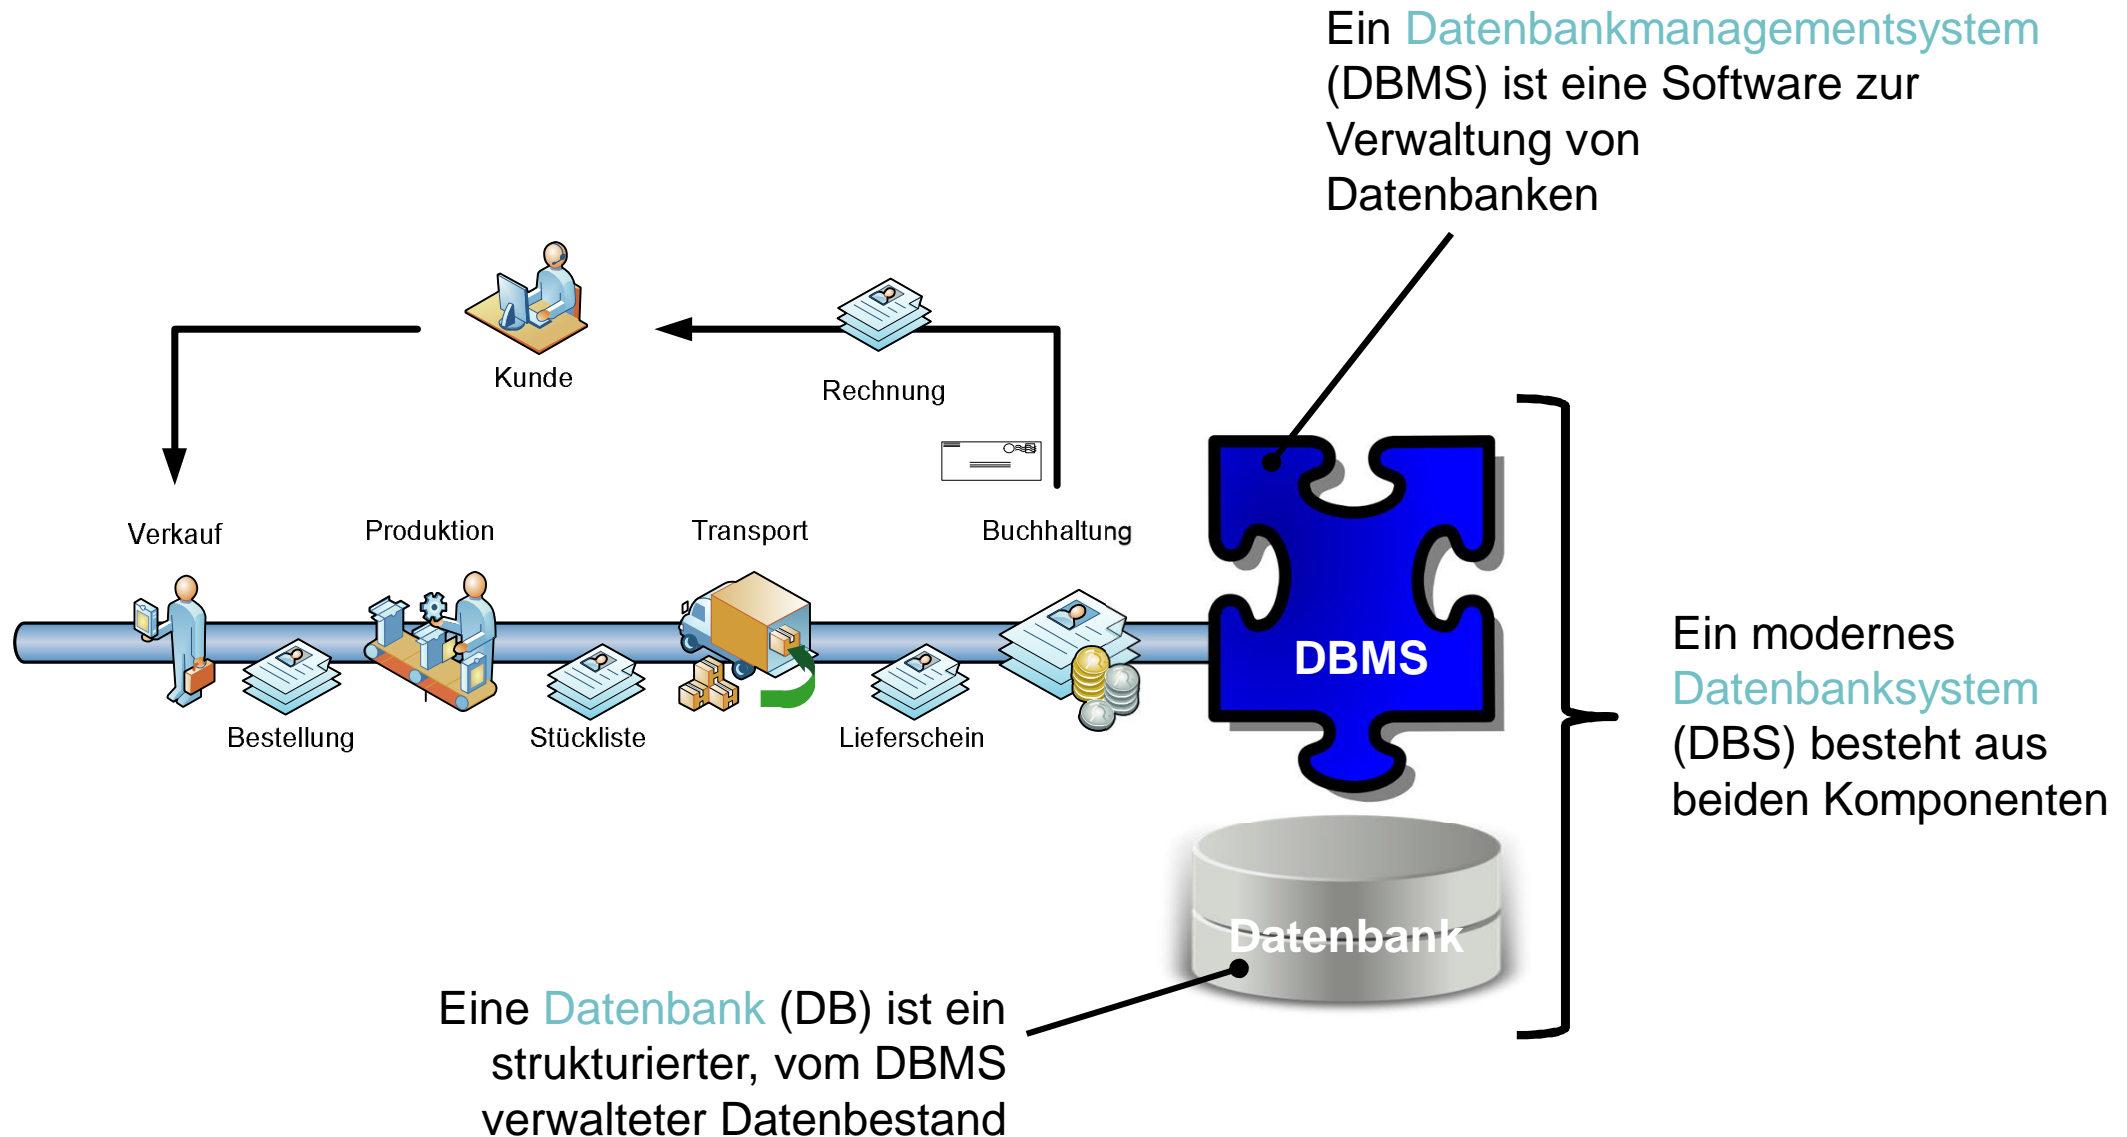 Ein Datenbankmanagementsystem
(DBMS) ist eine Software zur
Verwaltung von
Datenbanken
Kunde
Rechnung
Verkauf
Produktion
Transport
Buchhaltung
Bestellung
Stückliste
Lieferschein
DBMS
Ein modernes
Datenbanksystem
(DBS) besteht aus
beiden Komponenten
Datenbank
Eine Datenbank (DB) ist ein
strukturierter, vom DBMS
verwalteter Datenbestand